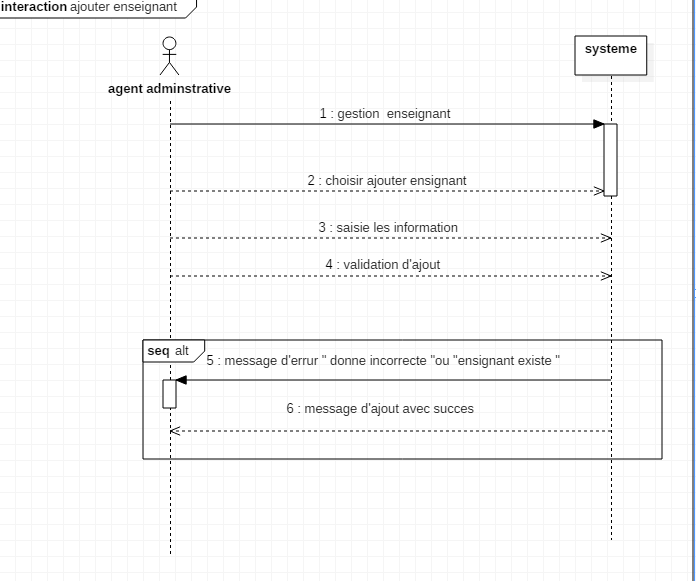 interaction ajouter enseignant
systeme
agent adminstrative
1 : gestion enseignant
2 : choisir ajouter ensignant
3 : saisie les information
4 : validation d'ajout
seq alt
5 : message d'errur " donne incorrecte "ou "ensignant existe "
6 : message d'ajout avec succes